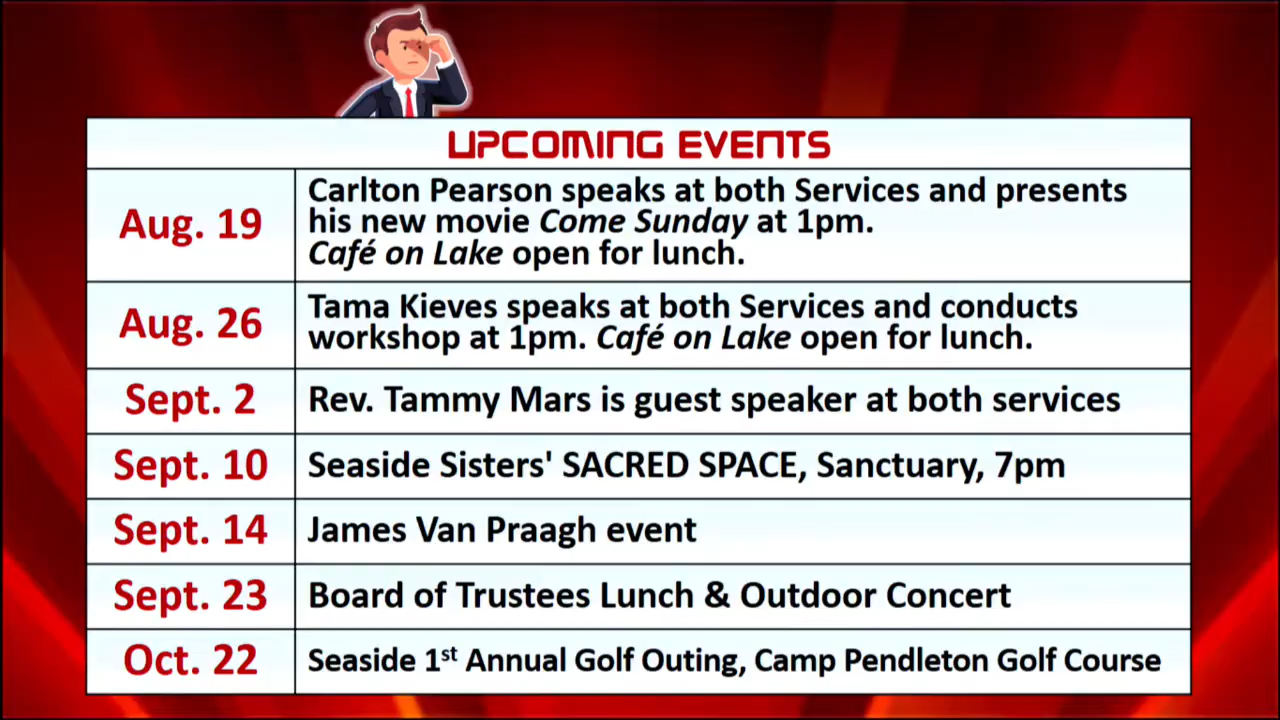 UPCOMING EVENTS
Aug. 19
Carlton Pearson speaks at both Services and presents
his new movie Come Sunday at 1pm.
Café on Lake open for lunch.
Aug. 26
Tama Kieves speaks at both Services and conducts
workshop at 1pm. Café on Lake open for lunch.
Sept. 2
Rev. Tammy Mars is guest speaker at both services
Sept. 10
Seaside Sisters' SACRED SPACE, Sanctuary, 7pm
Sept. 14
James Van Praagh event
Sept. 23
Board of Trustees Lunch & Outdoor Concert
Oct. 22
Seaside 1st Annual Golf Outing, Camp Pendleton Golf Course